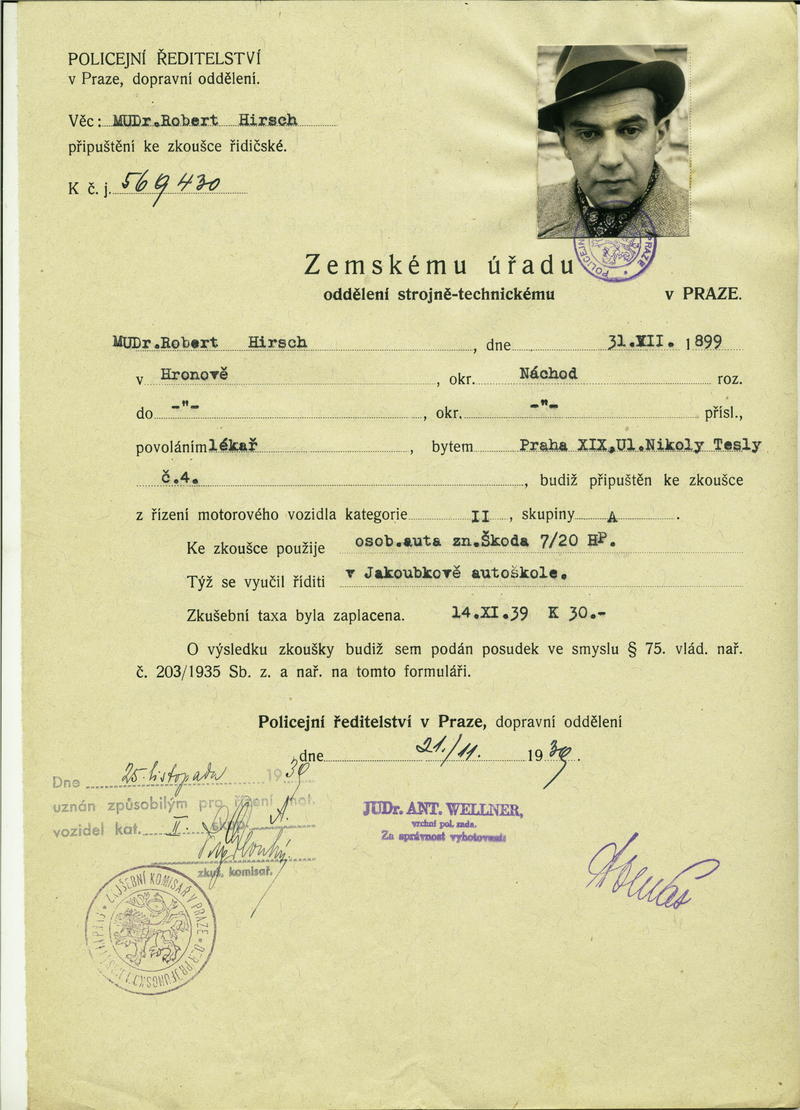 POLICEJNÍ ŘEDITELSTVÍ
v Praze, dopravní oddělení.
Věc: MUDr.Robert Hirsch
připuštění ke zkoušce řidičské.
K č. j. 569430
Zemskému úřadu
oddělení strojně-technickému v PRAZE.
MUDr.Robert Hirsch, dne 31.XII. 1899
v Hronově, okr. Náchod roz.
do -"-, okr. -"- přísl.,
povoláním lékař, bytem Praha XIX,Ul.Nikoly Tesly
č.4., budiž připuštěn ke zkoušce
z řízení motorového vozidla kategorie II, skupiny A.
Ke zkoušce použije osob.auta zn.Škoda 7/20 HP.
Týž se vyučil říditi v Jakoubkově autoškole.
Zkušební taxa byla zaplacena. 14.XI.39 K 30.-
O výsledku zkoušky budiž sem podán posudek ve smyslu § 75. vlád. nař.
č. 203/1935 Sb. z. a nař. na tomto formuláři.
Policejní ředitelství v Praze, dopravní oddělení
dne 21./11. 1939.
Dne 25. listopadu 1939
uznán způsobilým pro řízení mot.
vozidel kat. II. skup. A.
zkuš. komisař.
JUDr. ANT. WELLNER,
vrchní pol. rada.
Za správnost vyhotovení: